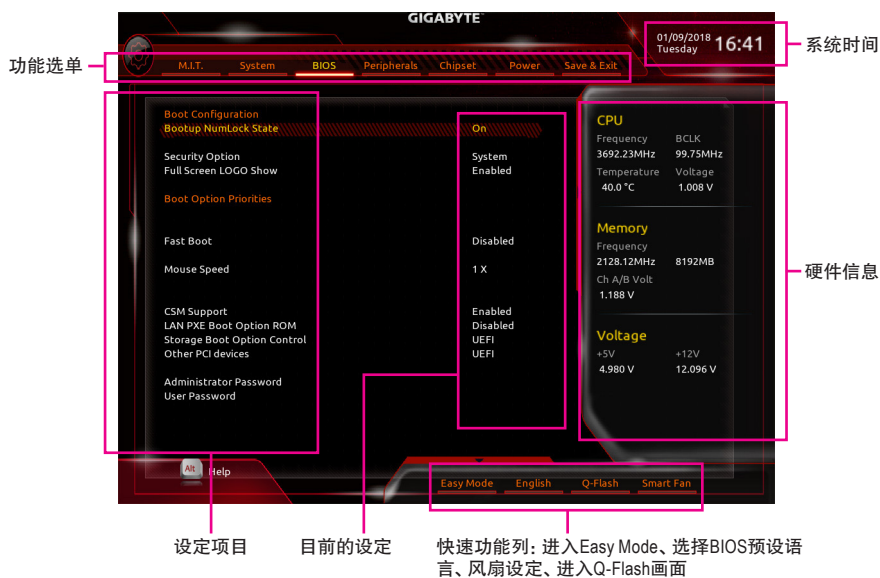 GIGABYTE™
01/09/2018 16:41
Tuesday
系统时间
功能选单
M.I.T. System BIOS Peripherals Chipset Power Save & Exit
Boot Configuration
Bootup NumLock State On
Security Option System
Full Screen LOGO Show Enabled
Boot Option Priorities
Fast Boot Disabled
Mouse Speed 1 X
CSM Support Enabled
LAN PXE Boot Option ROM Disabled
Storage Boot Option Control UEFI
Other PCI devices UEFI
Administrator Password
User Password
CPU
Frequency BCLK
3692.23MHz 99.75MHz
Temperature Voltage
40.0 °C 1.008 V
Memory
Frequency
2128.12MHz 8192MB
Ch A/B Volt
1.188 V
Voltage
+5V +12V
4.980 V 12.096 V
硬件信息
Alt Help
Easy Mode English Q-Flash Smart Fan
设定项目
目前的设定
快速功能列: 进入Easy Mode、选择BIOS预设语
言、风扇设定、进入Q-Flash画面